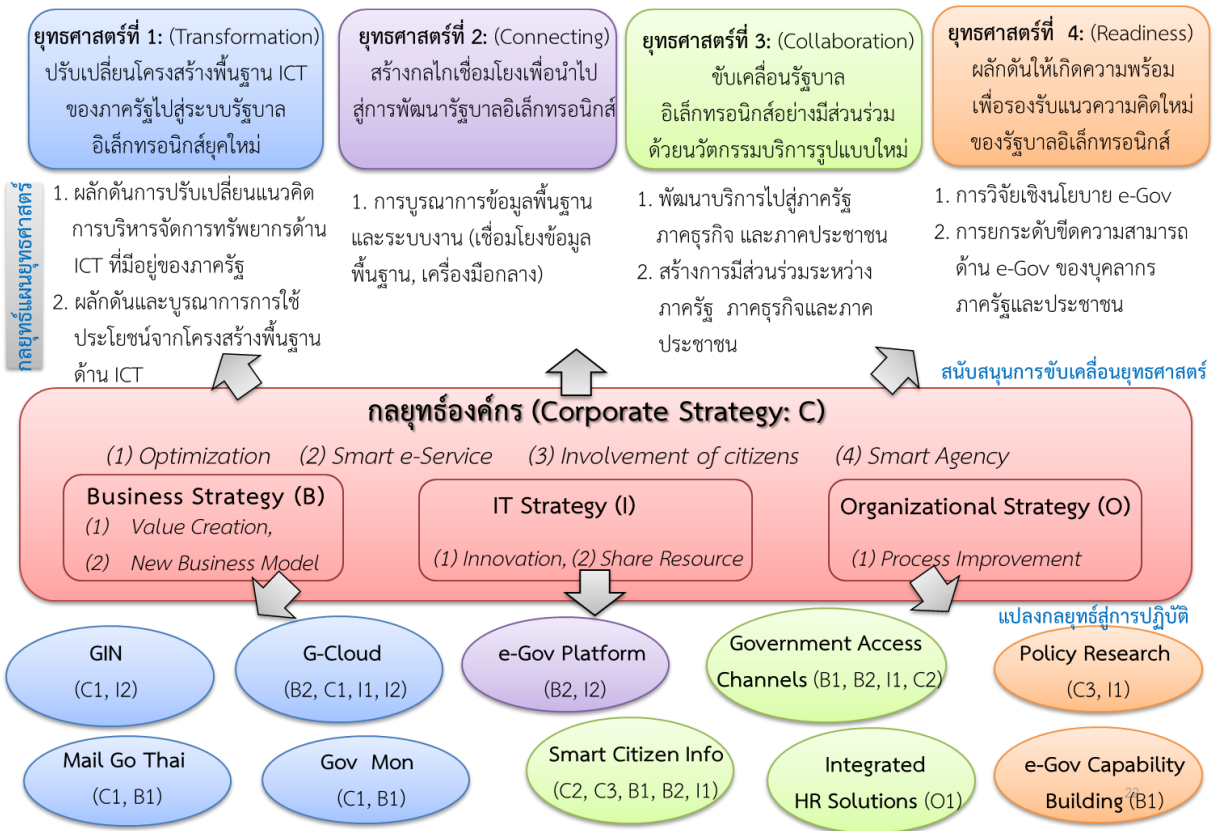 ยุทธศาสตร์ที่ 1: (Transformation)
ปรับเปลี่ยนโครงสร้างพื้นฐาน ICT
ของภาครัฐไปสู่ระบบรัฐบาล
อิเล็กทรอนิกส์ยุคใหม่
ยุทธศาสตร์ที่ 2: (Connecting)
สร้างกลไกเชื่อมโยงเพื่อนำไป
สู่การพัฒนารัฐบาลอิเล็กทรอนิกส์
ยุทธศาสตร์ที่ 3: (Collaboration)
ขับเคลื่อนรัฐบาล
อิเล็กทรอนิกส์อย่างมีส่วนร่วม
ด้วยนวัตกรรมบริการรูปแบบใหม่
ยุทธศาสตร์ที่ 4: (Readiness)
ผลักดันให้เกิดความพร้อม
เพื่อรองรับแนวความคิดใหม่
ของรัฐบาลอิเล็กทรอนิกส์
กลยุทธ์แผนยุทธศาสตร์
1. ผลักดันการปรับเปลี่ยนแนวคิด
การบริหารจัดการทรัพยากรด้าน
ICT ที่มีอยู่ของภาครัฐ
2. ผลักดันและบูรณาการการใช้
ประโยชน์จากโครงสร้างพื้นฐาน
ด้าน ICT
1. การบูรณาการข้อมูลพื้นฐาน
และระบบงาน (เชื่อมโยงข้อมูล
พื้นฐาน, เครื่องมือกลาง)
1. พัฒนาบริการไปสู่ภาครัฐ
ภาคธุรกิจ และภาคประชาชน
2. สร้างการมีส่วนร่วมระหว่าง
ภาครัฐ ภาคธุรกิจและภาค
ประชาชน
1. การวิจัยเชิงนโยบาย e-Gov
2. การยกระดับขีดความสามารถ
ด้าน e-Gov ของบุคลากร
ภาครัฐและประชาชน
สนับสนุนการขับเคลื่อนยุทธศาสตร์
กลยุทธ์องค์กร (Corporate Strategy: C)
(1) Optimization (2) Smart e-Service (3) Involvement of citizens (4) Smart Agency
Business Strategy (B)
(1) Value Creation,
(2) New Business Model
IT Strategy (I)
(1) Innovation, (2) Share Resource
Organizational Strategy (O)
(1) Process Improvement
แปลงกลยุทธ์สู่การปฏิบัติ
GIN
(C1, I2)
G-Cloud
(B2, C1, I1, I2)
e-Gov Platform
(B2, I2)
Government Access
Channels (B1, B2, I1, C2)
Policy Research
(C3, I1)
Mail Go Thai
(C1, B1)
Gov Mon
(C1, B1)
Smart Citizen Info
(C2, C3, B1, B2, I1)
Integrated
HR Solutions (O1)
e-Gov Capability
Building (B1)